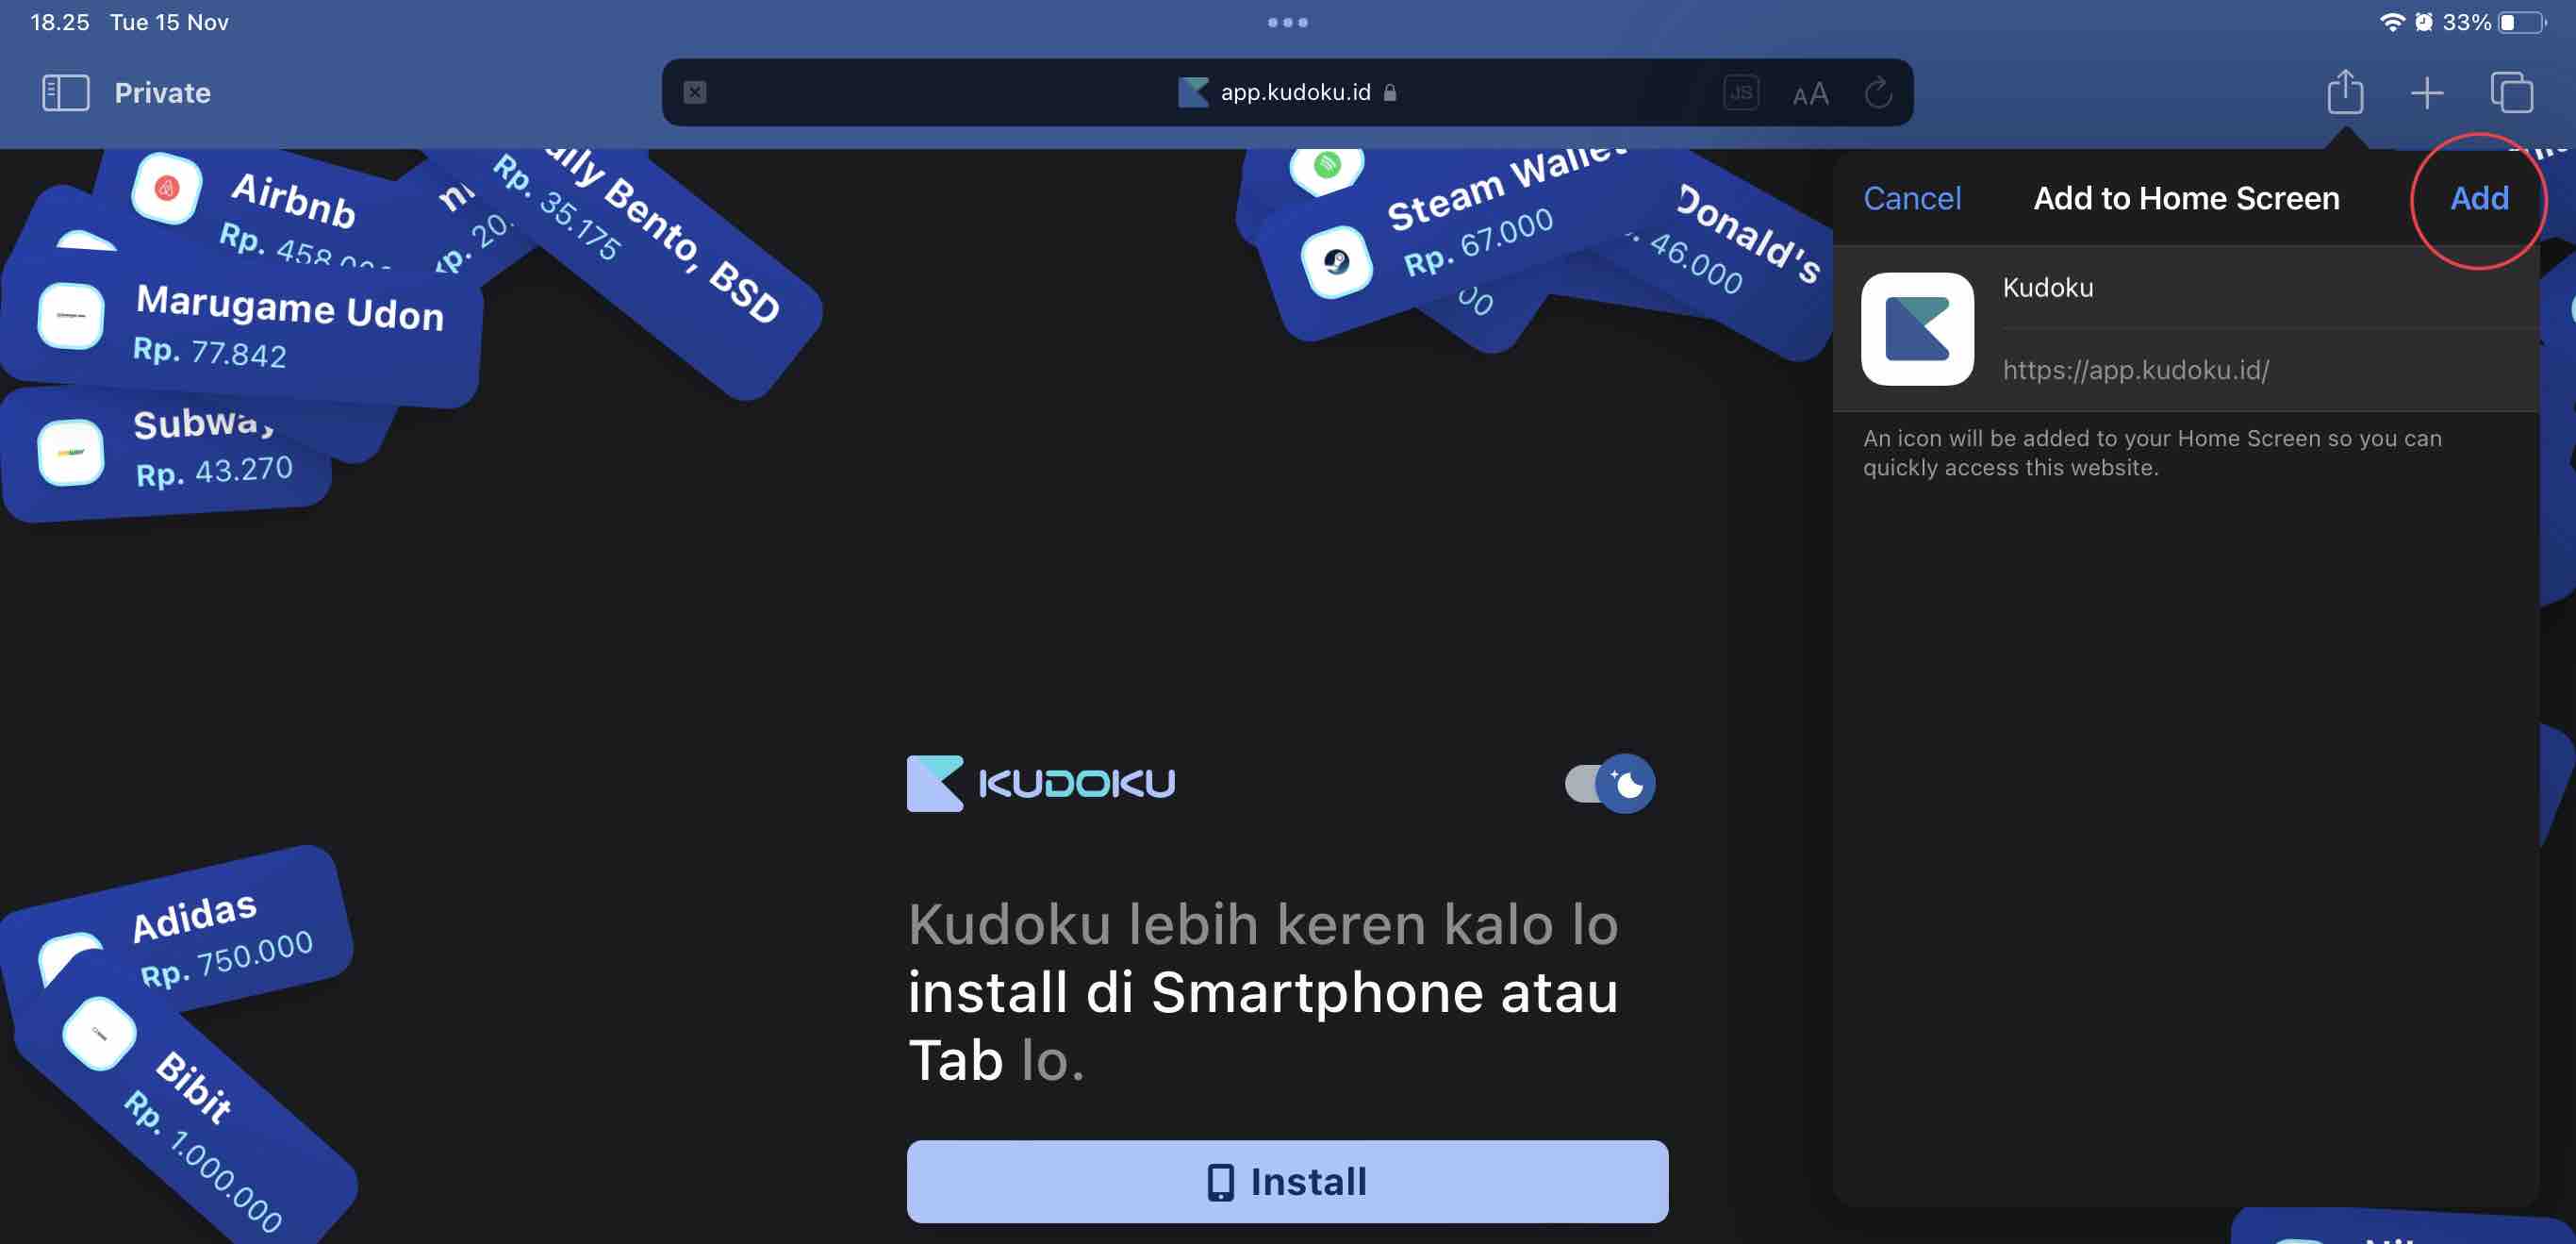 18.25 Tue 15 Nov
33%
Private
app.kudoku.id
JS
AA
Airbnb
Rp.
Marugame Udon
Rp. 77.842
Rp. 43.270
Bento, BSD
Rp. 35.175
Steam Wallet
Rp. 67.000
Donald's
46.000
Cancel
Add to Home Screen
Add
Kudoku
https://app.kudoku.id/
An icon will be added to your Home Screen so you can
quickly access this website.
KUDOKU
Kudoku lebih keren kalo lo
install di Smartphone atau
Tab lo.
Install
Adidas
Rp. 750.000
Bibit
Rp. 1.000.000